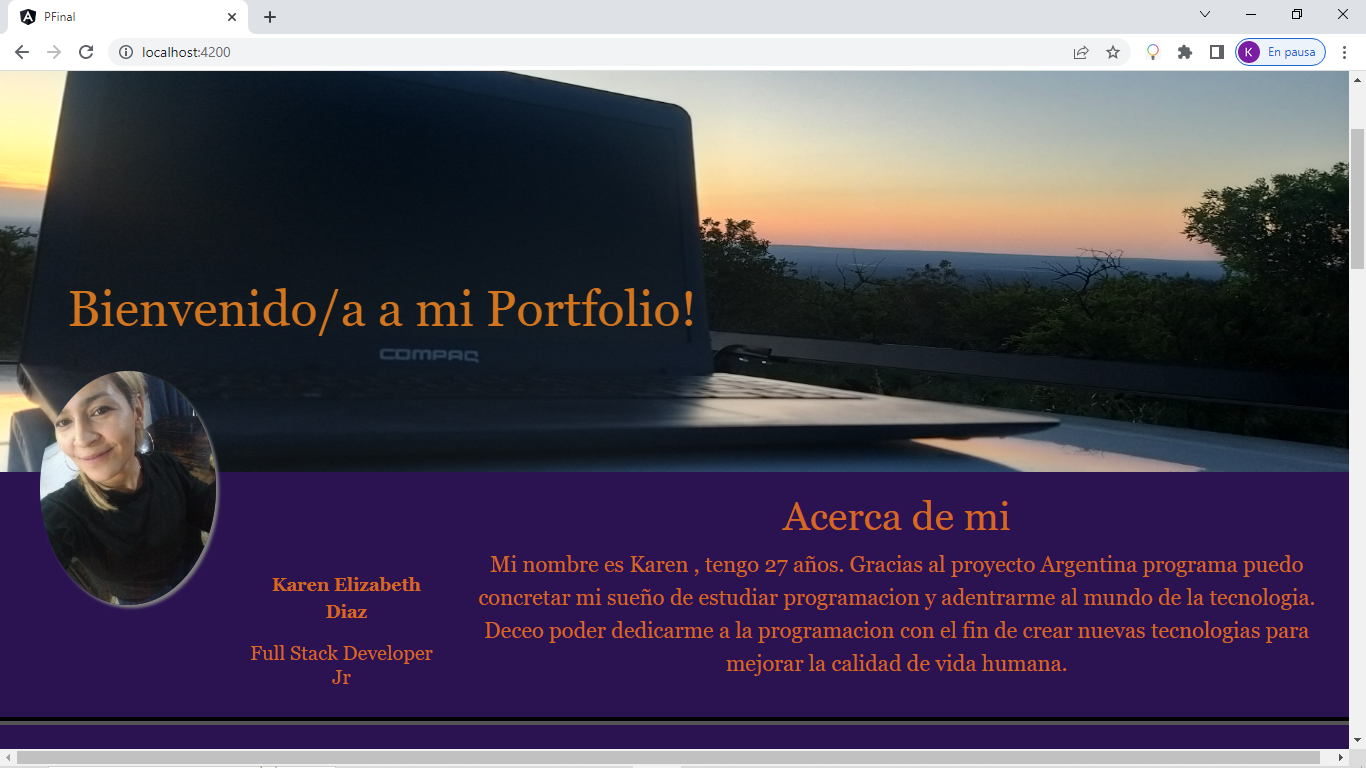 PFinal
localhost:4200
K
En pausa
Bienvenido/a a mi Portfolio!
COMPAQ
Acerca de mi
Mi nombre es Karen , tengo 27 años. Gracias al proyecto Argentina programa puedo
concretar mi sueño de estudiar programacion y adentrarme al mundo de la tecnologia.
Deceo poder dedicarme a la programacion con el fin de crear nuevas tecnologias para
mejorar la calidad de vida humana.
Karen Elizabeth
Diaz
Full Stack Developer
Jr